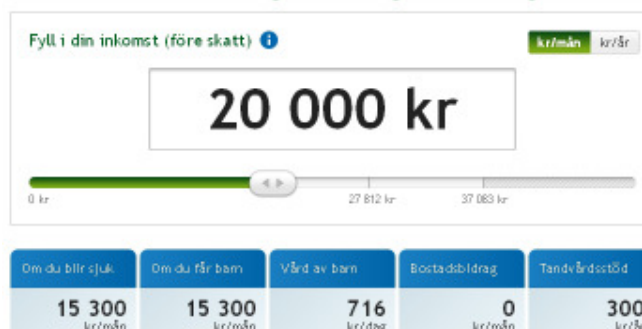 Fyll i din inkomst (före skatt) i
kr/mån kr/år
20 000 kr
0 kr 27 812 kr 37 083 kr
Om du blir sjuk Om du får barn Vård av barn Bostadsbidrag Tandvårdsstöd
15 300 15 300 716 0 300
kr/mån kr/mån kr/dag kr/mån